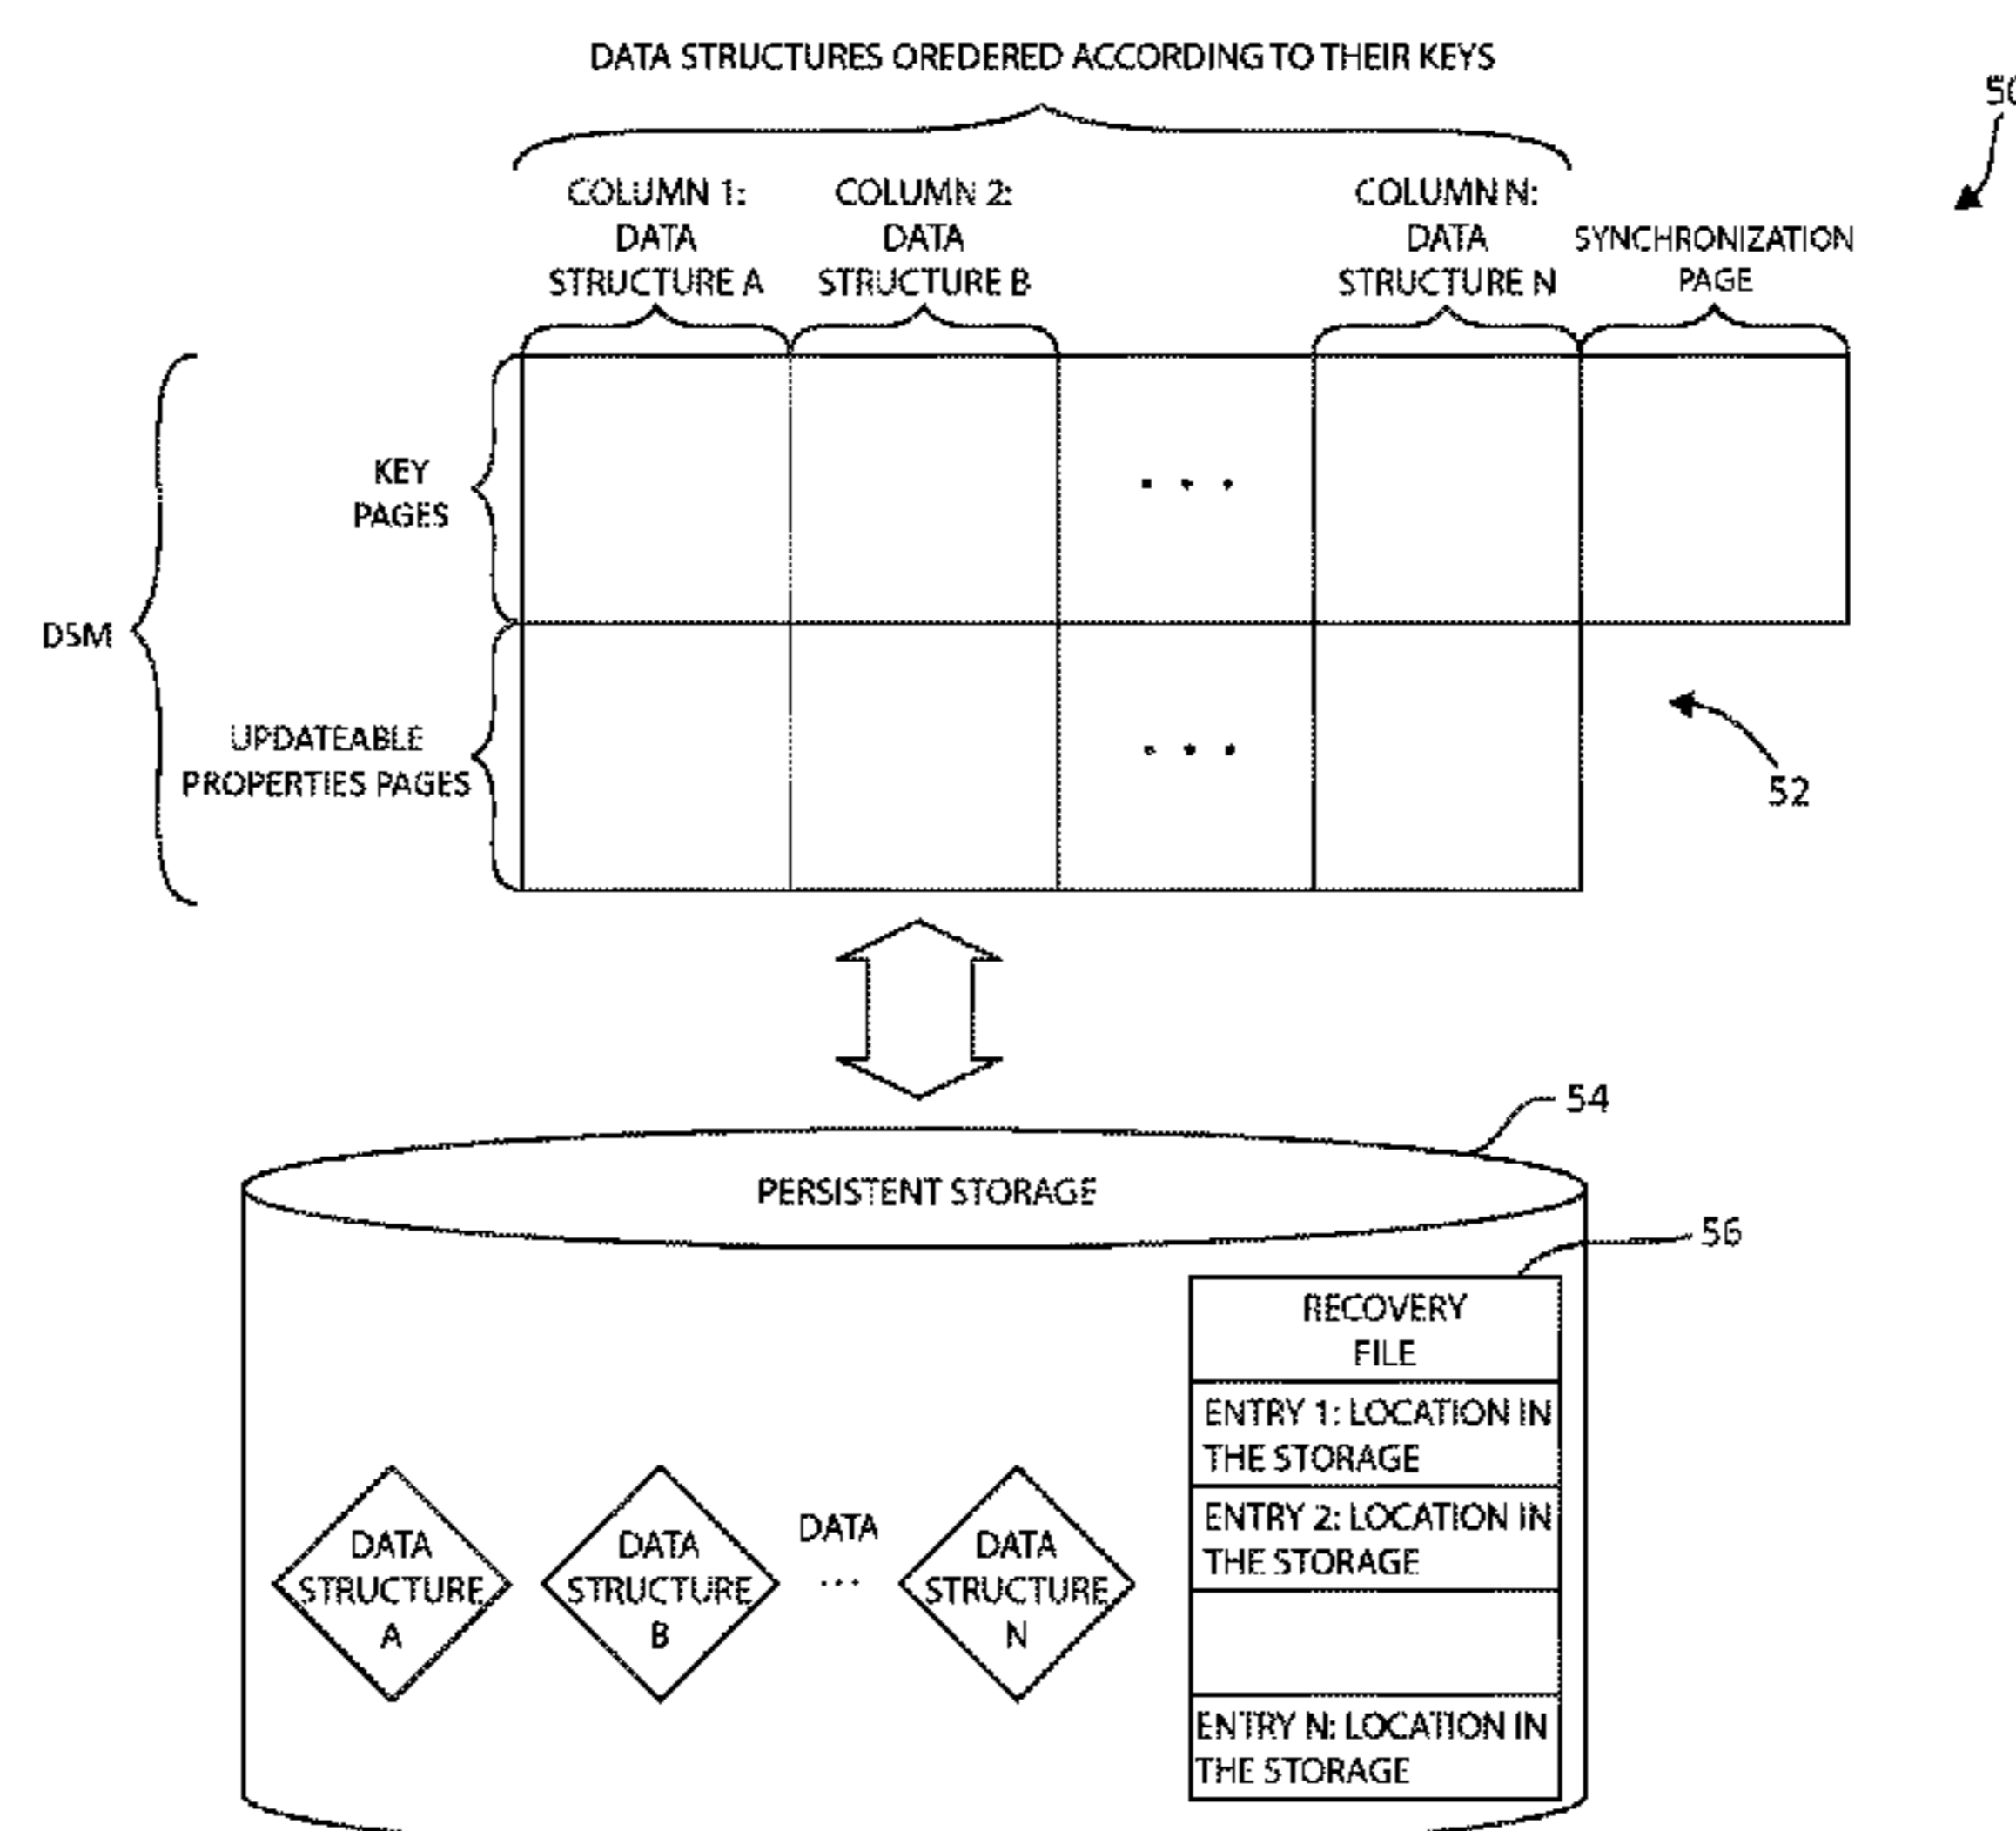 DATA STRUCTURES OREDERED ACCORDING TO THEIR KEYS
50
COLUMN 1:
DATA
STRUCTURE A
COLUMN 2:
DATA
STRUCTURE B
COLUMN N:
DATA
STRUCTURE N
SYNCHRONIZATION
PAGE
KEY
PAGES
DSM
UPDATEABLE
PROPERTIES PAGES
52
54
PERSISTENT STORAGE
56
RECOVERY
FILE
ENTRY 1: LOCATION IN
THE STORAGE
ENTRY 2: LOCATION IN
THE STORAGE
ENTRY N: LOCATION IN
THE STORAGE
DATA
STRUCTURE
A
DATA
STRUCTURE
B
DATA
...
DATA
STRUCTURE
N